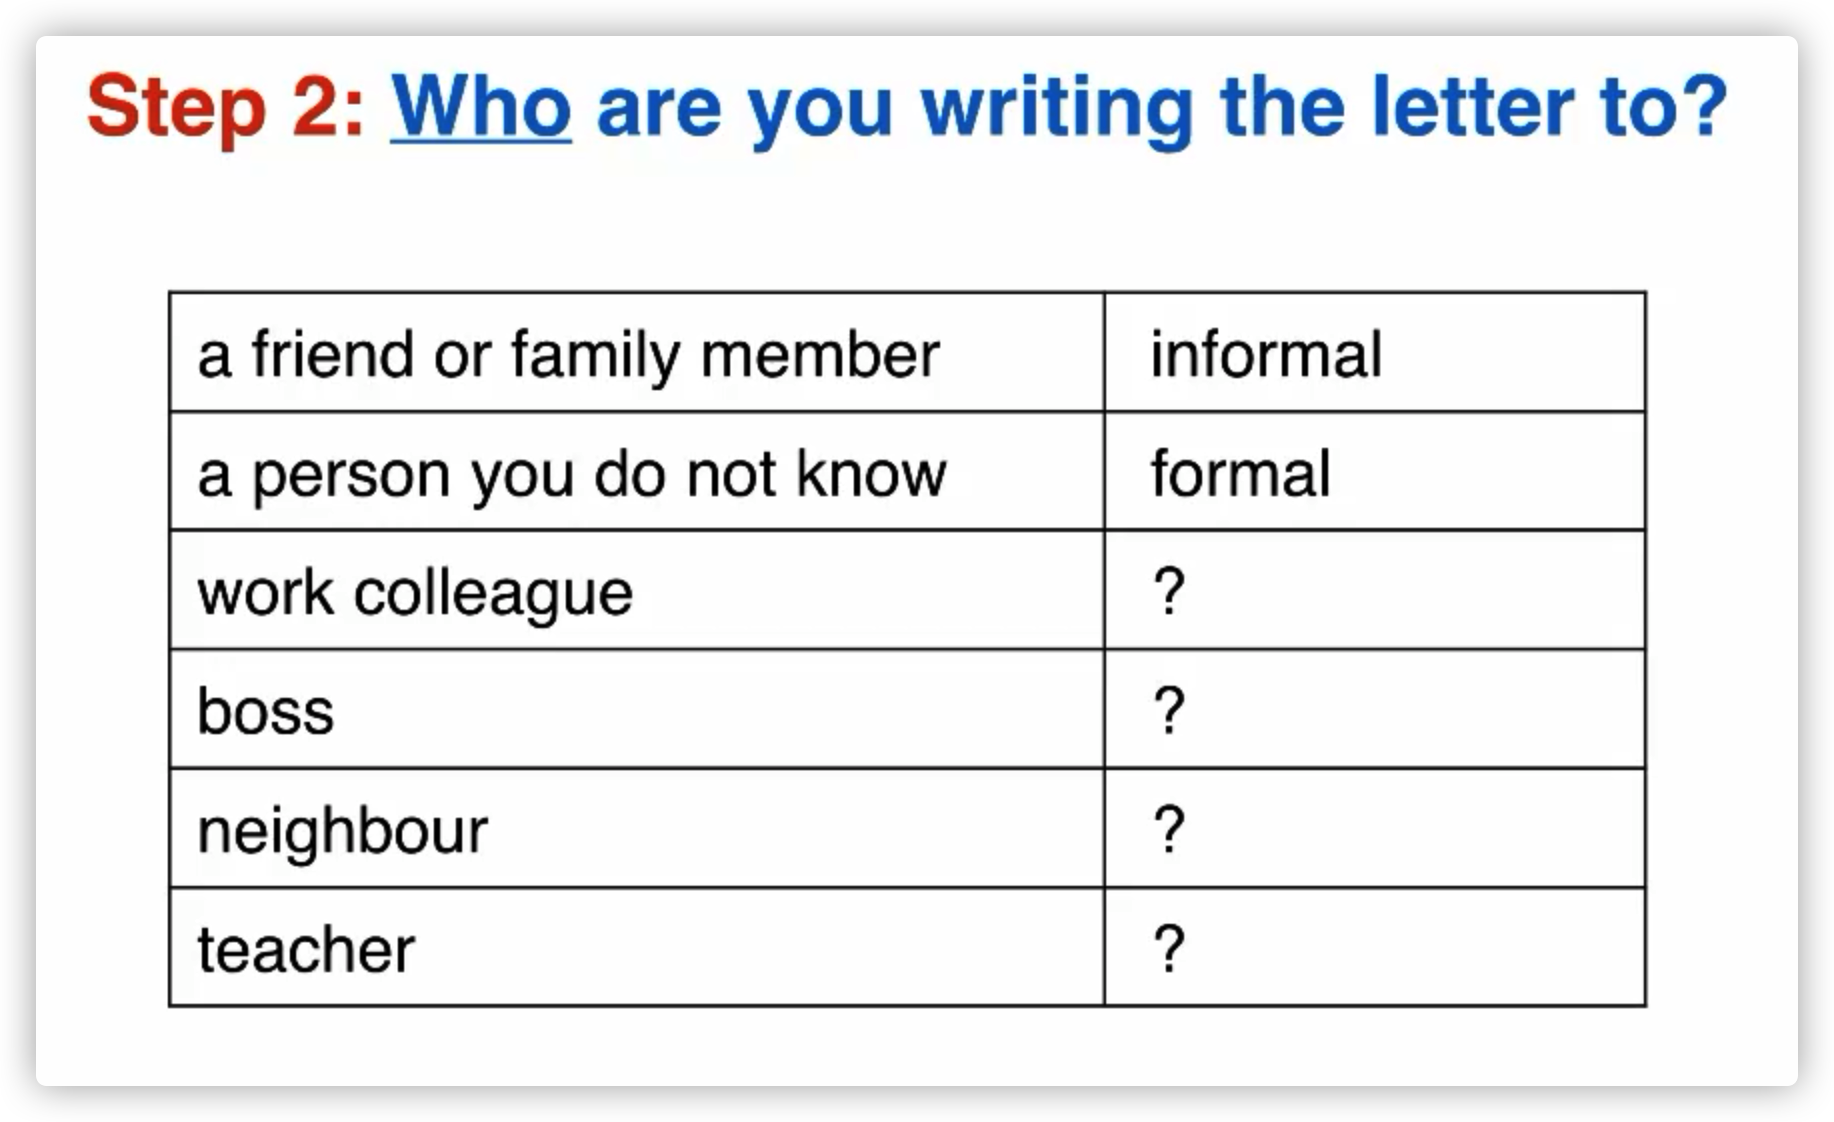 Step 2: Who are you writing the letter to?
a friend or family member informal
a person you do not know formal
work colleague ?
boss ?
neighbour ?
teacher ?